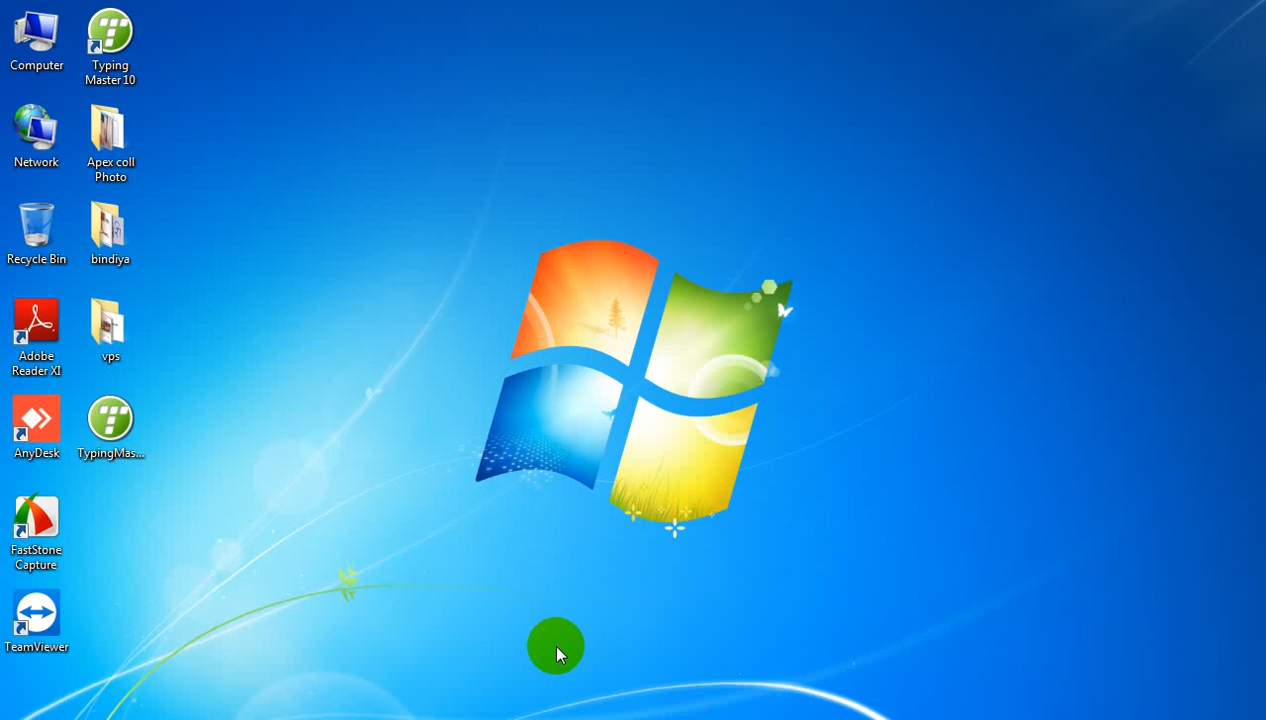 Computer
Typing
Master 10
Network
Apex coll
Photo
Recycle Bin
bindiya
Adobe
Reader XI
vps
AnyDesk
TypingMas...
FastStone
Capture
TeamViewer